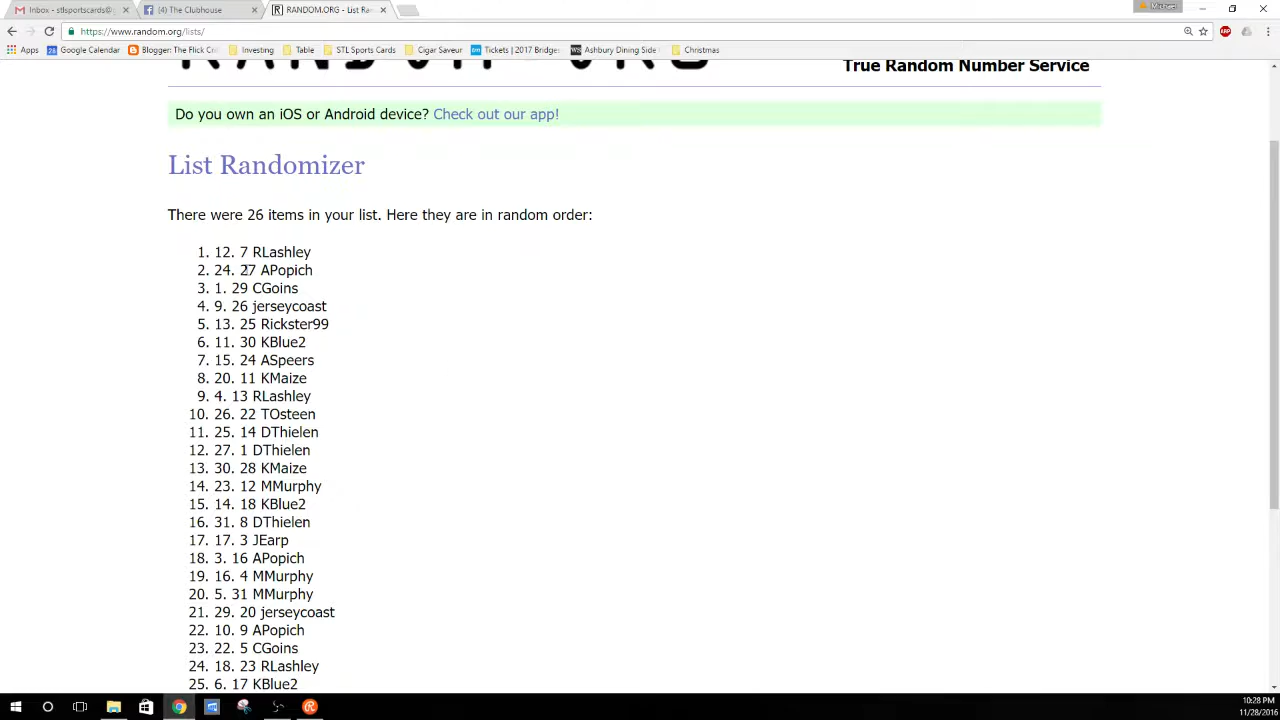 Inbox - stlsportscards@g
(4) The Clubhouse
RANDOM.ORG - List Ra
Michael
https://www.random.org/lists/
Apps
Google Calendar
Blogger: The Flick Cri
Investing
Table
STL Sports Cards
Cigar Saveur
Tickets | 2017 Bridges
Ashbury Dining Side
Christmas
RANDOM.ORG
True Random Number Service
Do you own an iOS or Android device? Check out our app!
List Randomizer
There were 26 items in your list. Here they are in random order:
1. 12. 7 RLashley
2. 24. 27 APopich
3. 1. 29 CGoins
4. 9. 26 jerseycoast
5. 13. 25 Rickster99
6. 11. 30 KBlue2
7. 15. 24 ASpeers
8. 20. 11 KMaize
9. 4. 13 RLashley
10. 26. 22 TOsteen
11. 25. 14 DThielen
12. 27. 1 DThielen
13. 30. 28 KMaize
14. 23. 12 MMurphy
15. 14. 18 KBlue2
16. 31. 8 DThielen
17. 17. 3 JEarp
18. 3. 16 APopich
19. 16. 4 MMurphy
20. 5. 31 MMurphy
21. 29. 20 jerseycoast
22. 10. 9 APopich
23. 22. 5 CGoins
24. 18. 23 RLashley
25. 6. 17 KBlue2
10:28 PM
11/28/2016